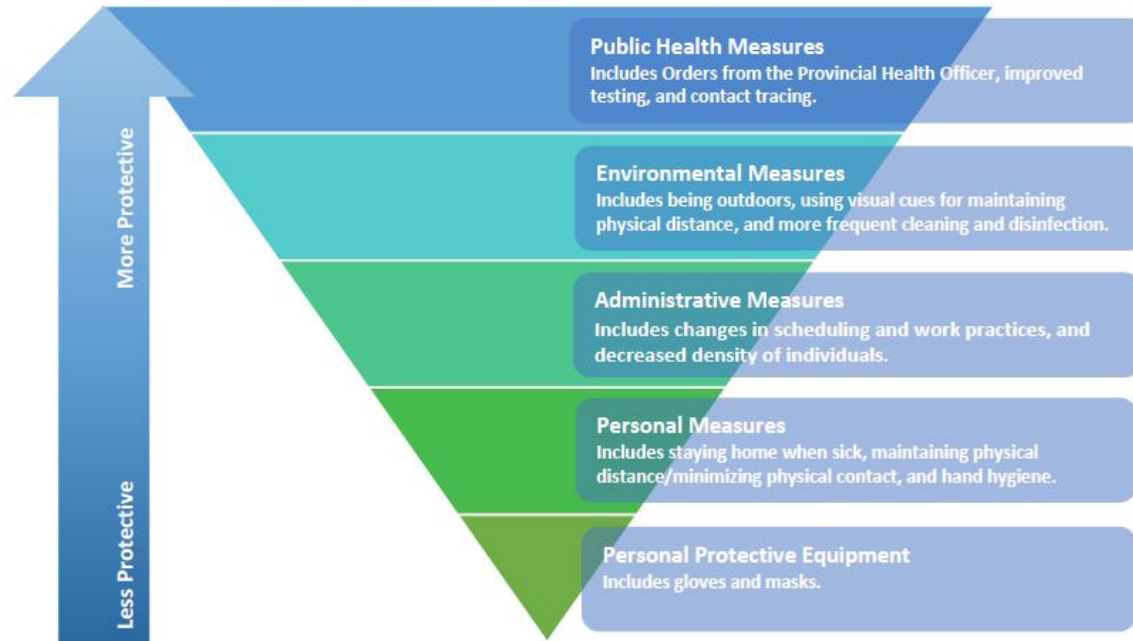 More Protective
Less Protective
Public Health Measures
Includes Orders from the Provincial Health Officer, improved
testing, and contact tracing.
Environmental Measures
Includes being outdoors, using visual cues for maintaining
physical distance, and more frequent cleaning and disinfection.
Administrative Measures
Includes changes in scheduling and work practices, and
decreased density of individuals.
Personal Measures
Includes staying home when sick, maintaining physical
distance/minimizing physical contact, and hand hygiene.
Personal Protective Equipment
Includes gloves and masks.